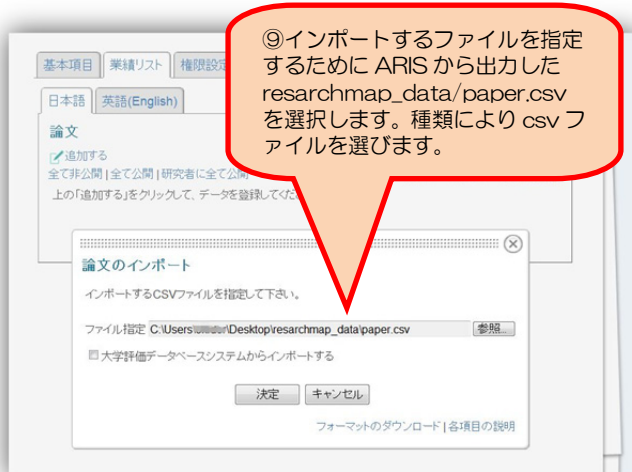 ⑨インポートするファイルを指定
するために ARIS から出力した
resarchmap_data/paper.csv
を選択します。種類により csv フ
ァイルを選びます。
基本項目 業績リスト 権限設定
日本語 英語(English)
論文
追加する
全て非公開 | 全て公開 | 研究者に全て公開
上の「追加する」をクリックして、データを登録してくだ
論文のインポート
インポートするCSVファイルを指定して下さい。
ファイル指定 C:\Users\ \Desktop\resarchmap_data\paper.csv 参照...
大学評価データベースシステムからインポートする
決定 キャンセル
フォーマットのダウンロード | 各項目の説明